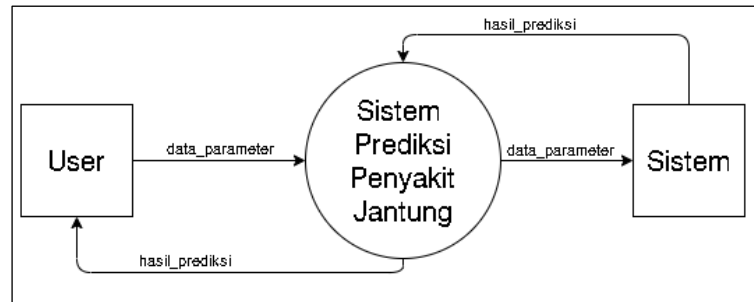 hasil_prediksi
User
data_parameter
Sistem
Prediksi
Penyakit
Jantung
data_parameter
Sistem
hasil_prediksi